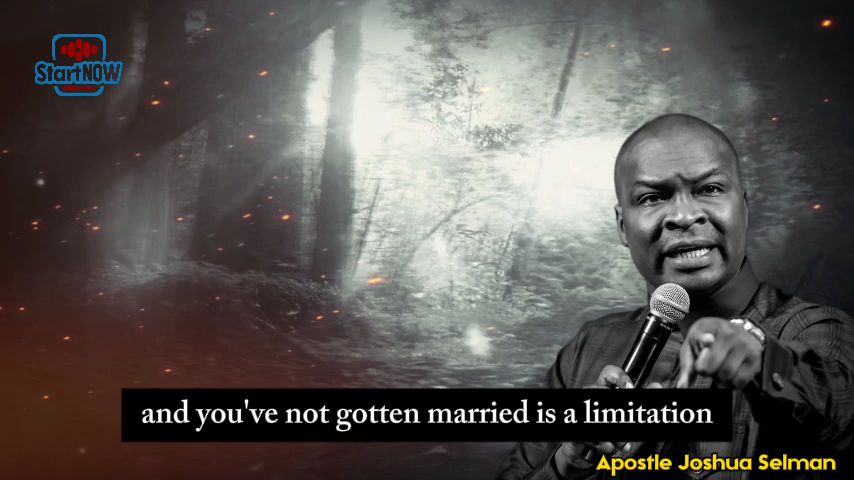 StartNOW
and you've not gotten married is a limitation
Apostle Joshua Selman